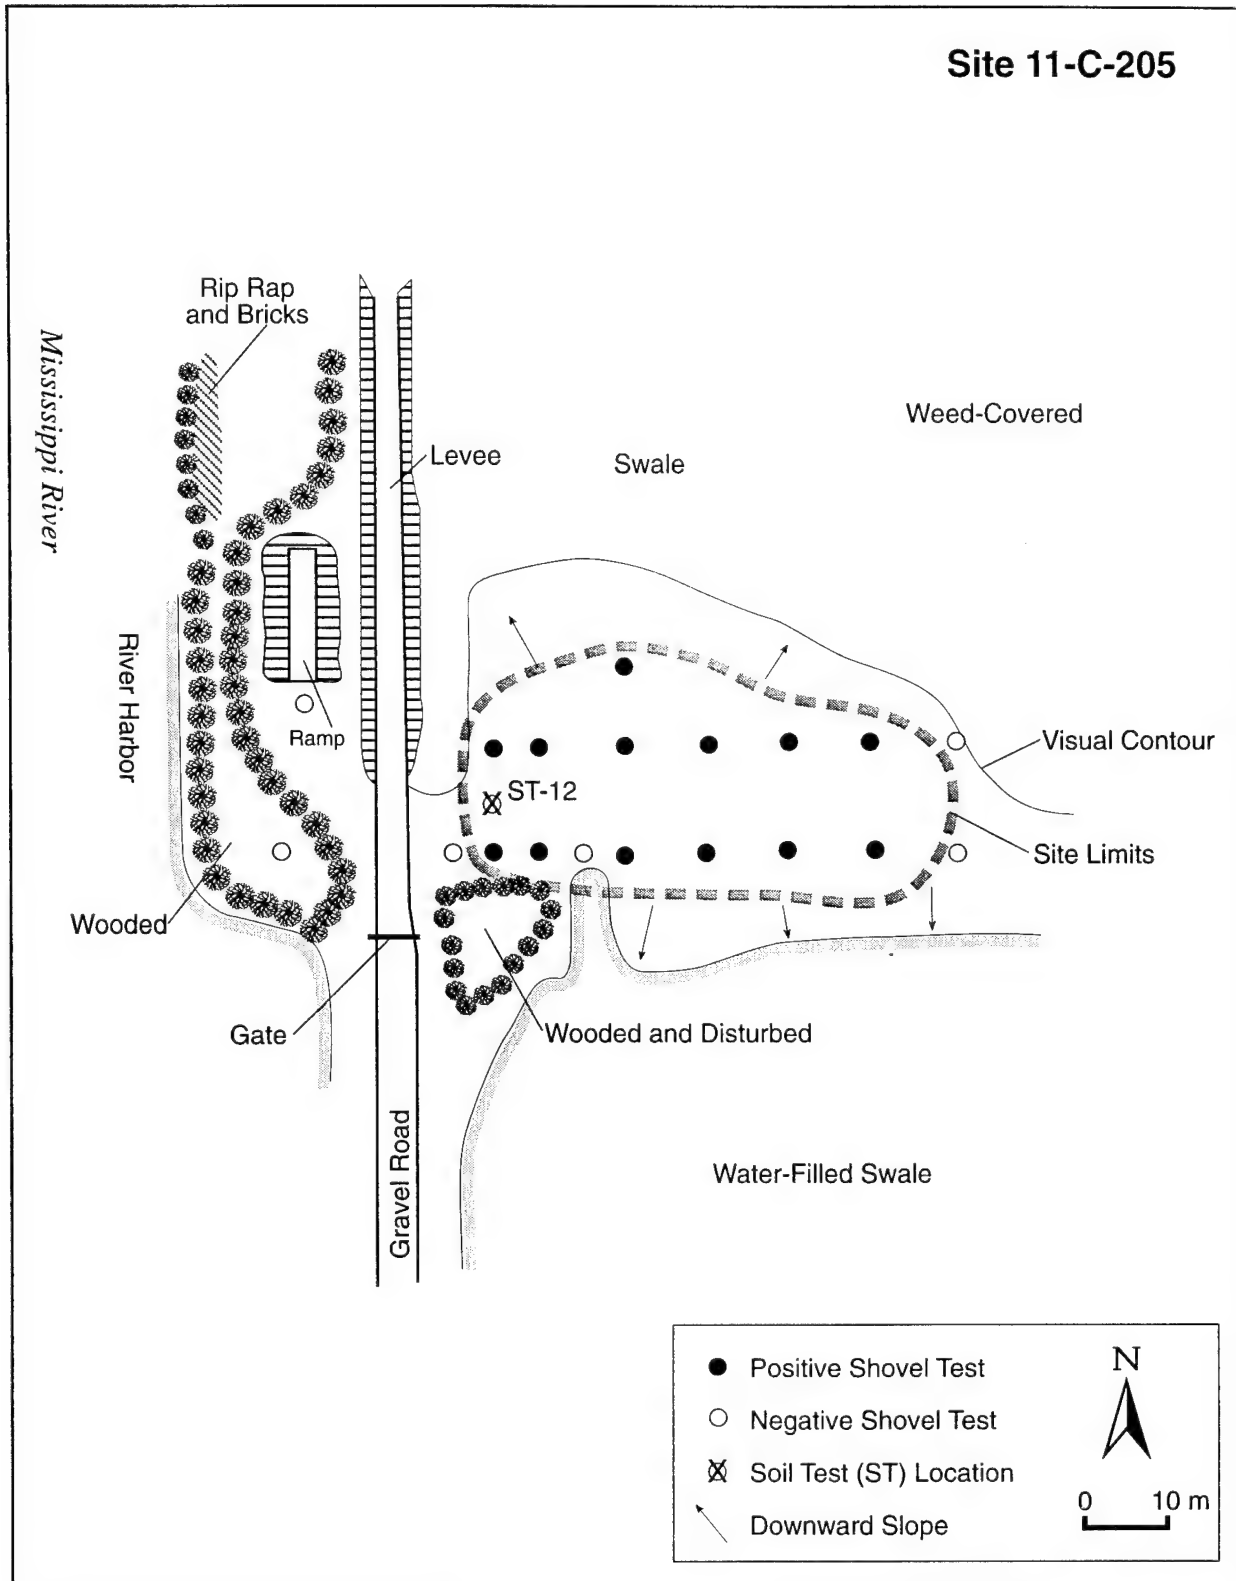 Site 11-C-205
Rip Rap
and Bricks
Mississippi River
Weed-Covered
Levee
Swale
River Harbor
Ramp
Visual Contour
ST-12
Site Limits
Wooded
Gate
Wooded and Disturbed
Gravel Road
Water-Filled Swale
Positive Shovel Test
Negative Shovel Test
Soil Test (ST) Location
Downward Slope
N
0 10 m